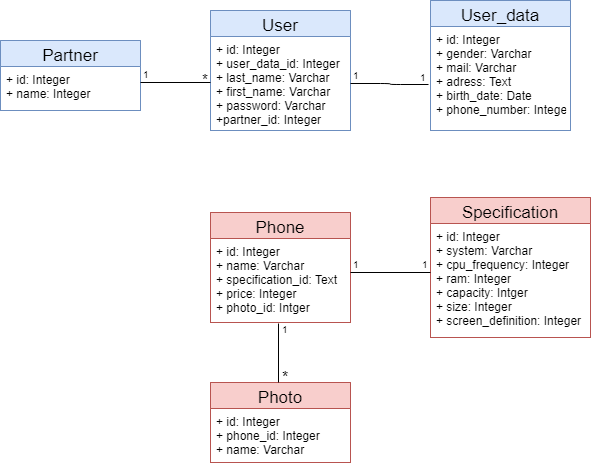 Partner
+ id: Integer
+ name: Integer
1
*
User
+ id: Integer
+ user_data_id: Integer
+ last_name: Varchar
+ first_name: Varchar
+ password: Varchar
+partner_id: Integer
1
1
User_data
+ id: Integer
+ gender: Varchar
+ mail: Varchar
+ adress: Text
+ birth_date: Date
+ phone_number: Intege
Phone
+ id: Integer
+ name: Varchar
+ specification_id: Text
+ price: Integer
+ photo_id: Intger
1
1
Specification
+ id: Integer
+ system: Varchar
+ cpu_frequency: Integer
+ ram: Integer
+ capacity: Intger
+ size: Integer
+ screen_definition: Integer
1
*
Photo
+ id: Integer
+ phone_id: Integer
+ name: Varchar